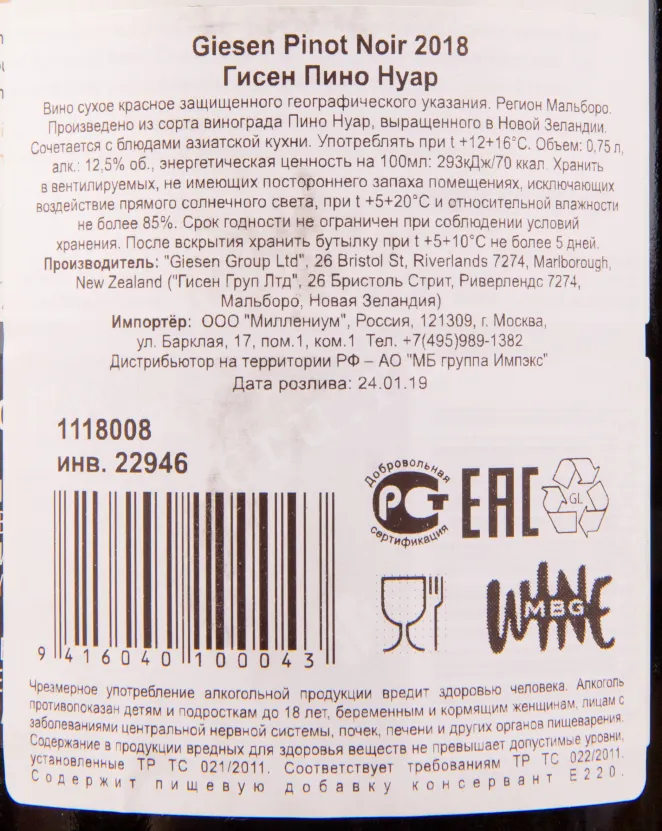 Giesen Pinot Noir 2018
Гисен Пино Нуар
Вино сухое красное защищенного географического указания. Регион Мальборо.
Произведено из сорта винограда Пино Нуар, выращенного в Новой Зеландии.
Сочетается с блюдами азиатской кухни. Употреблять при t +12+16°С. Объем: 0,75 л,
алк.: 12,5% об., энергетическая ценность на 100мл: 293кДж/70 ккал. Хранить
в вентилируемых, не имеющих постороннего запаха помещениях, исключающих
воздействие прямого солнечного света, при t +5+20°С и относительной влажности
не более 85%. Срок годности не ограничен при соблюдении условий
хранения. После вскрытия хранить бутылку при t +5+10°С не более 5 дней.
Производитель: "Giesen Group Ltd", 26 Bristol St, Riverlands 7274, Marlborough,
New Zealand ("Гисен Груп Лтд", 26 Бристоль Стрит, Риверлендс 7274,
Мальборо, Новая Зеландия)
Импортёр: ООО "Миллениум", Россия, 121309, г. Москва,
ул. Барклая, 17, пом.1, ком.1 Тел. +7(495)989-1382
Дистрибьютор на территории РФ – АО "МБ группа Импэкс"
Дата розлива: 24.01.19
1118008
инв. 22946
Добровольная
РСТ
сертификация
EAC
GL
WINE
MBG
9 416040 100043
Чрезмерное употребление алкогольной продукции вредит здоровью человека. Алкоголь
противопоказан детям и подросткам до 18 лет, беременным и кормящим женщинам, лицам с
заболеваниями центральной нервной системы, почек, печени и других органов пищеварения.
Содержание в продукции вредных для здоровья веществ не превышает допустимые уровни,
установленные ТР ТС 021/2011. Соответствует требованиям ТР ТС 022/2011.
Содержит пищевую добавку консервант Е220.